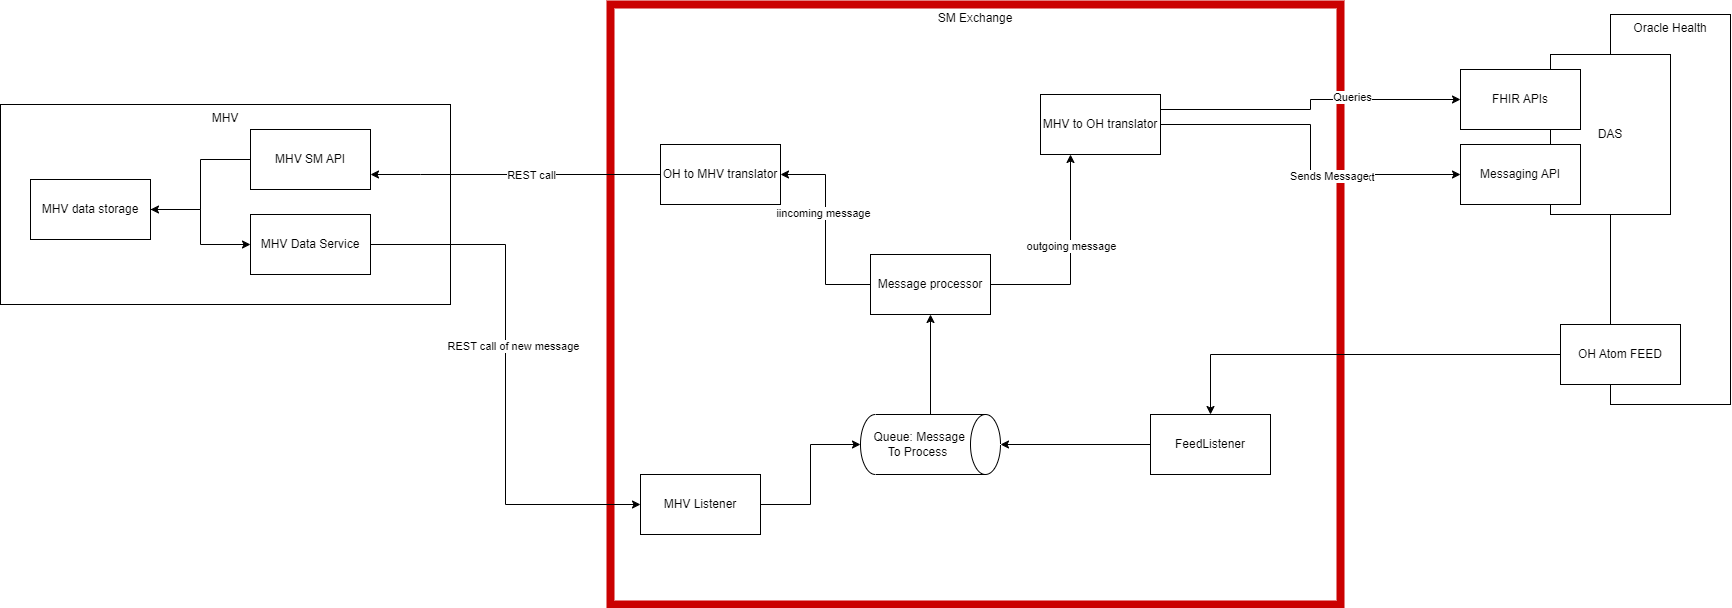 SM Exchange
Oracle Health
MHV
MHV SM API
MHV data storage
MHV Data Service
REST call
REST call of new message
OH to MHV translator
iincoming message
MHV to OH translator
outgoing message
Message processor
Queue: Message
To Process
MHV Listener
FeedListener
Queries
Sends Message
FHIR APIs
DAS
Messaging API
OH Atom FEED